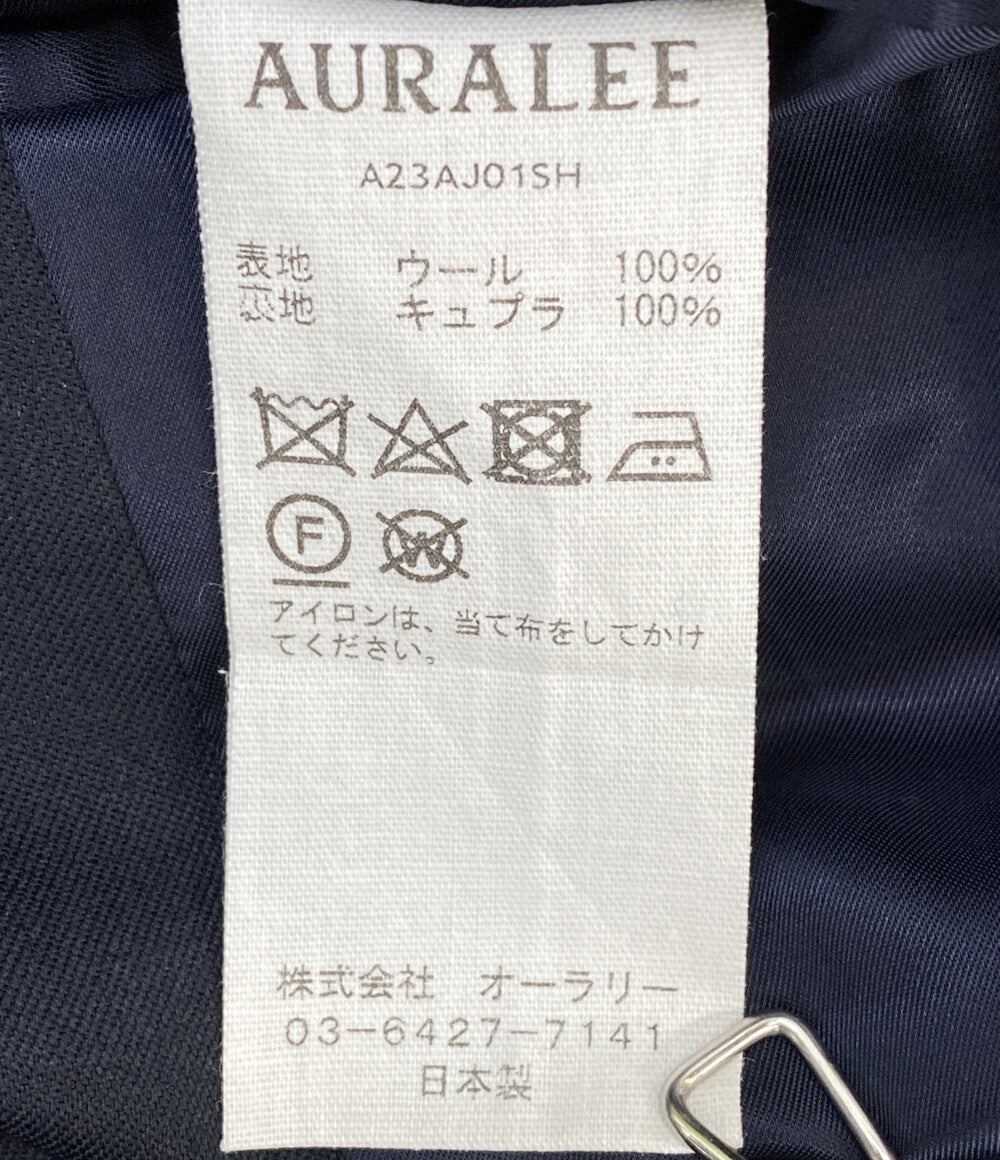 AURALEE
A23AJ01SH
表地 ウール 100%
裏地 キュプラ 100%
F W
アイロンは、当て布をしてかけ
てください。
株式会社 オーラリー
03-6427-7141
日本製